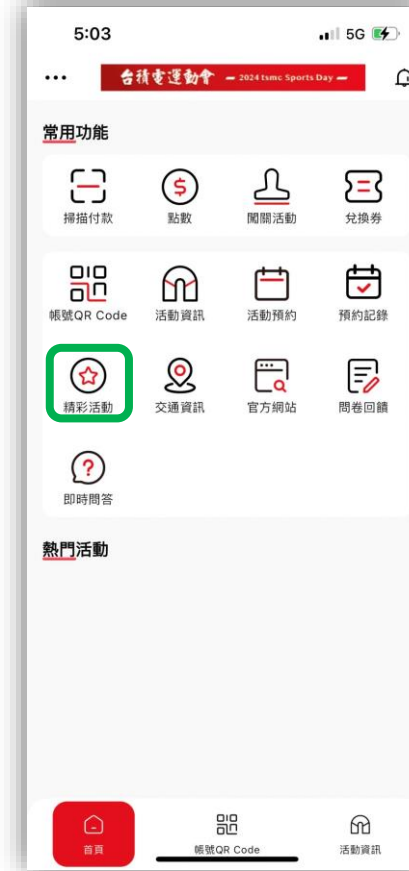 5:03 5G
台積電運動會 — 2024 tsmc Sports Day —
常用功能
掃描付款 點數 闖關活動 兌換券
帳號QR Code 活動資訊 活動預約 預約記錄
精彩活動 交通資訊 官方網站 問卷回饋
即時問答
熱門活動
首頁 帳號QR Code 活動資訊